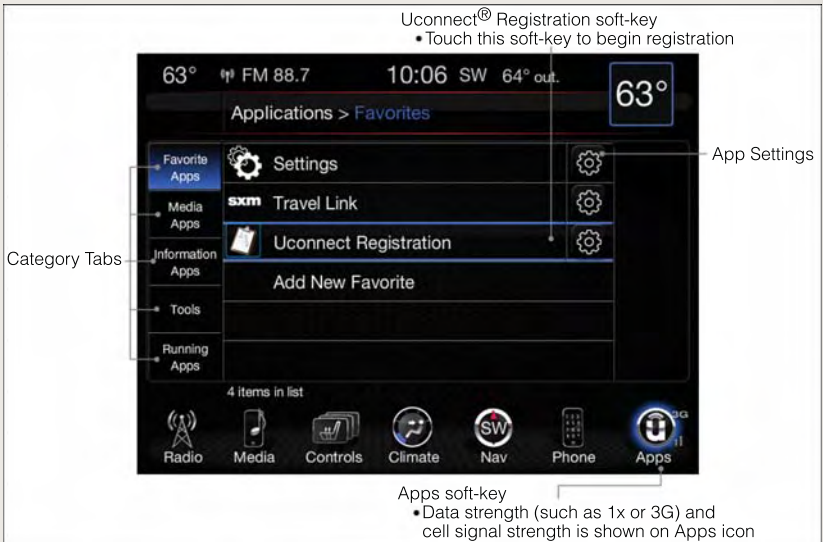 Uconnect® Registration soft-key
•Touch this soft-key to begin registration
63° FM 88.7 10:06 SW 64° out.
63°
Applications > Favorites
App Settings
Category Tabs
Favorite
Apps
Media
Apps
Information
Apps
Tools
Running
Apps
Settings
sxm Travel Link
Uconnect Registration
Add New Favorite
4 items in list
SW
3G
Radio Media Controls Climate Nav Phone Apps
Apps soft-key
•Data strength (such as 1x or 3G) and
cell signal strength is shown on Apps icon